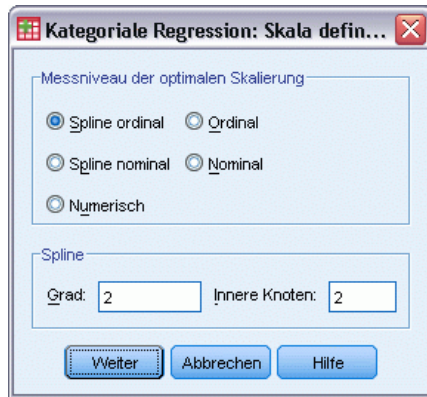 Kategoriale Regression: Skala defin...
Messniveau der optimalen Skalierung
Spline ordinal Ordinal
Spline nominal Nominal
Numerisch
Spline
Grad: 2 Innere Knoten: 2
Weiter Abbrechen Hilfe